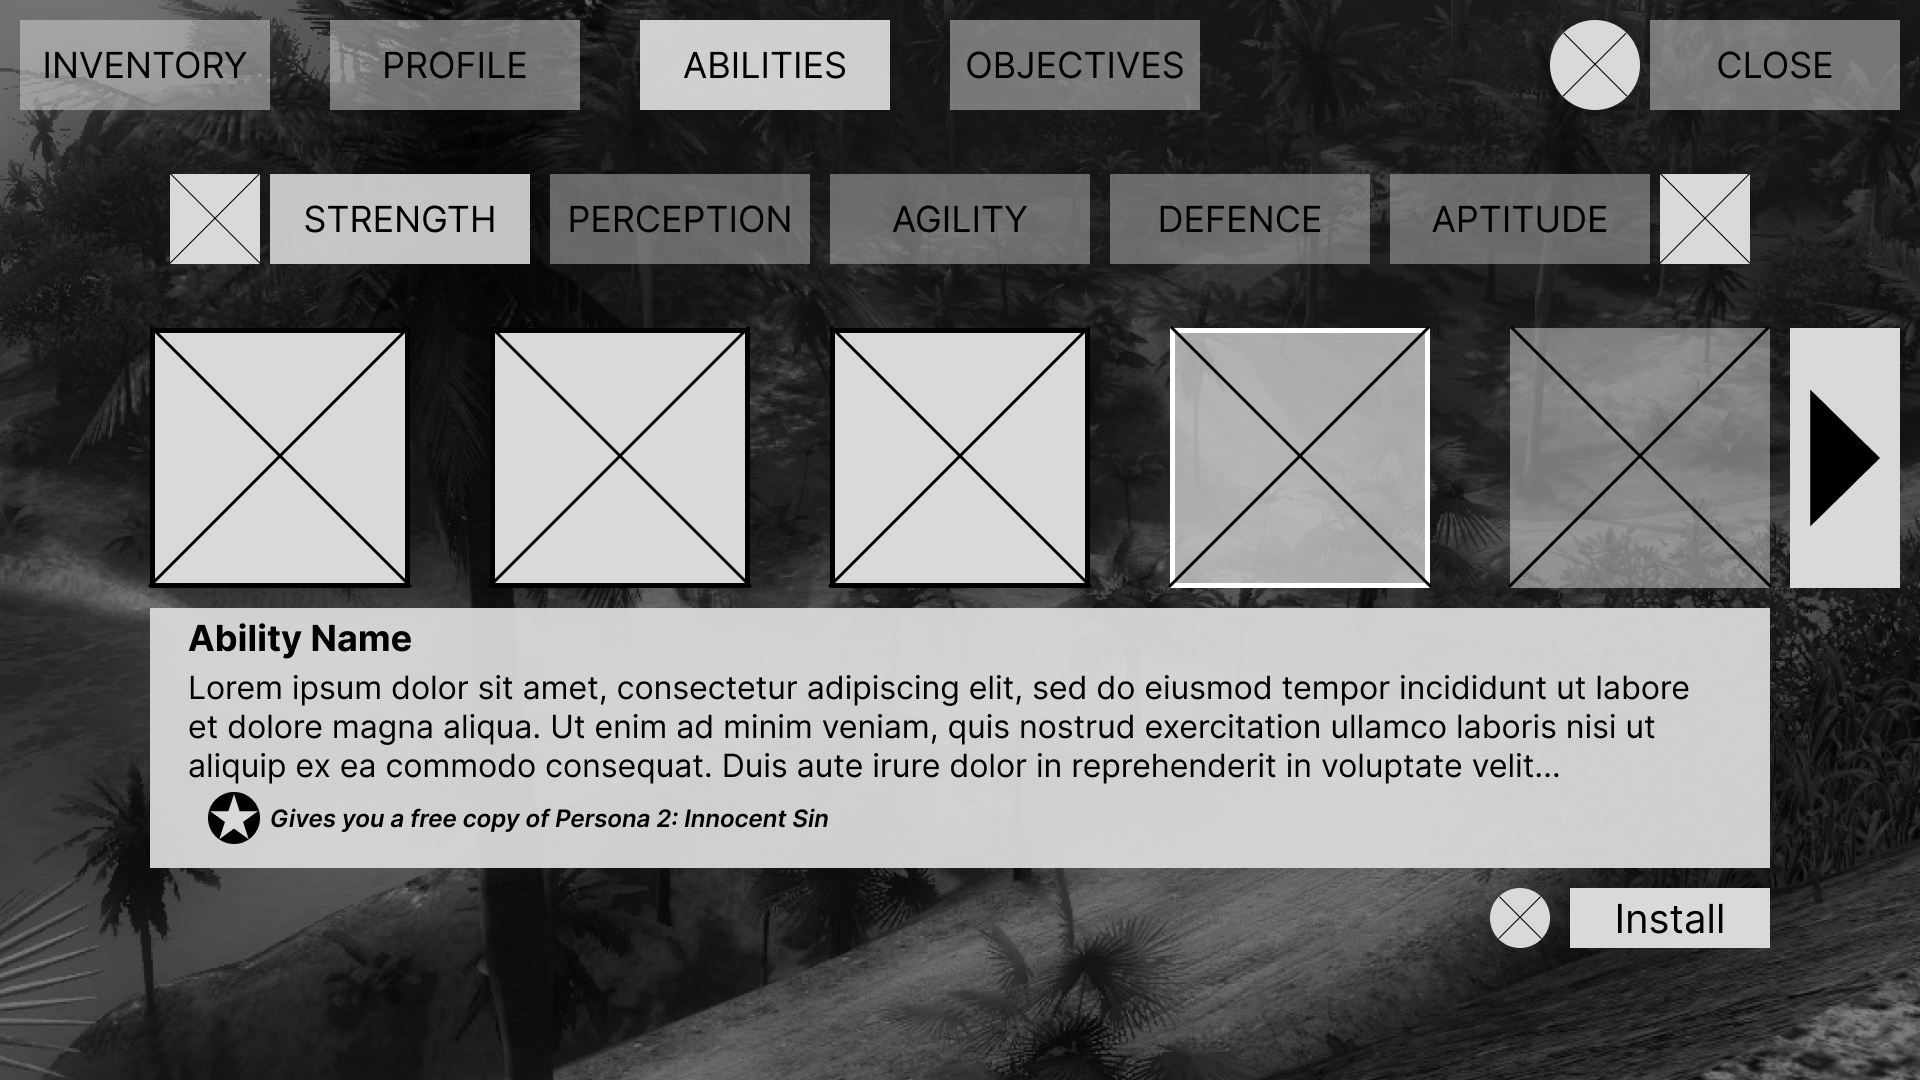 INVENTORY
PROFILE
ABILITIES
OBJECTIVES
CLOSE
STRENGTH
PERCEPTION
AGILITY
DEFENCE
APTITUDE
Ability Name
Lorem ipsum dolor sit amet, consectetur adipiscing elit, sed do eiusmod tempor incididunt ut labore
et dolore magna aliqua. Ut enim ad minim veniam, quis nostrud exercitation ullamco laboris nisi ut
aliquip ex ea commodo consequat. Duis aute irure dolor in reprehenderit in voluptate velit...
Gives you a free copy of Persona 2: Innocent Sin
Install